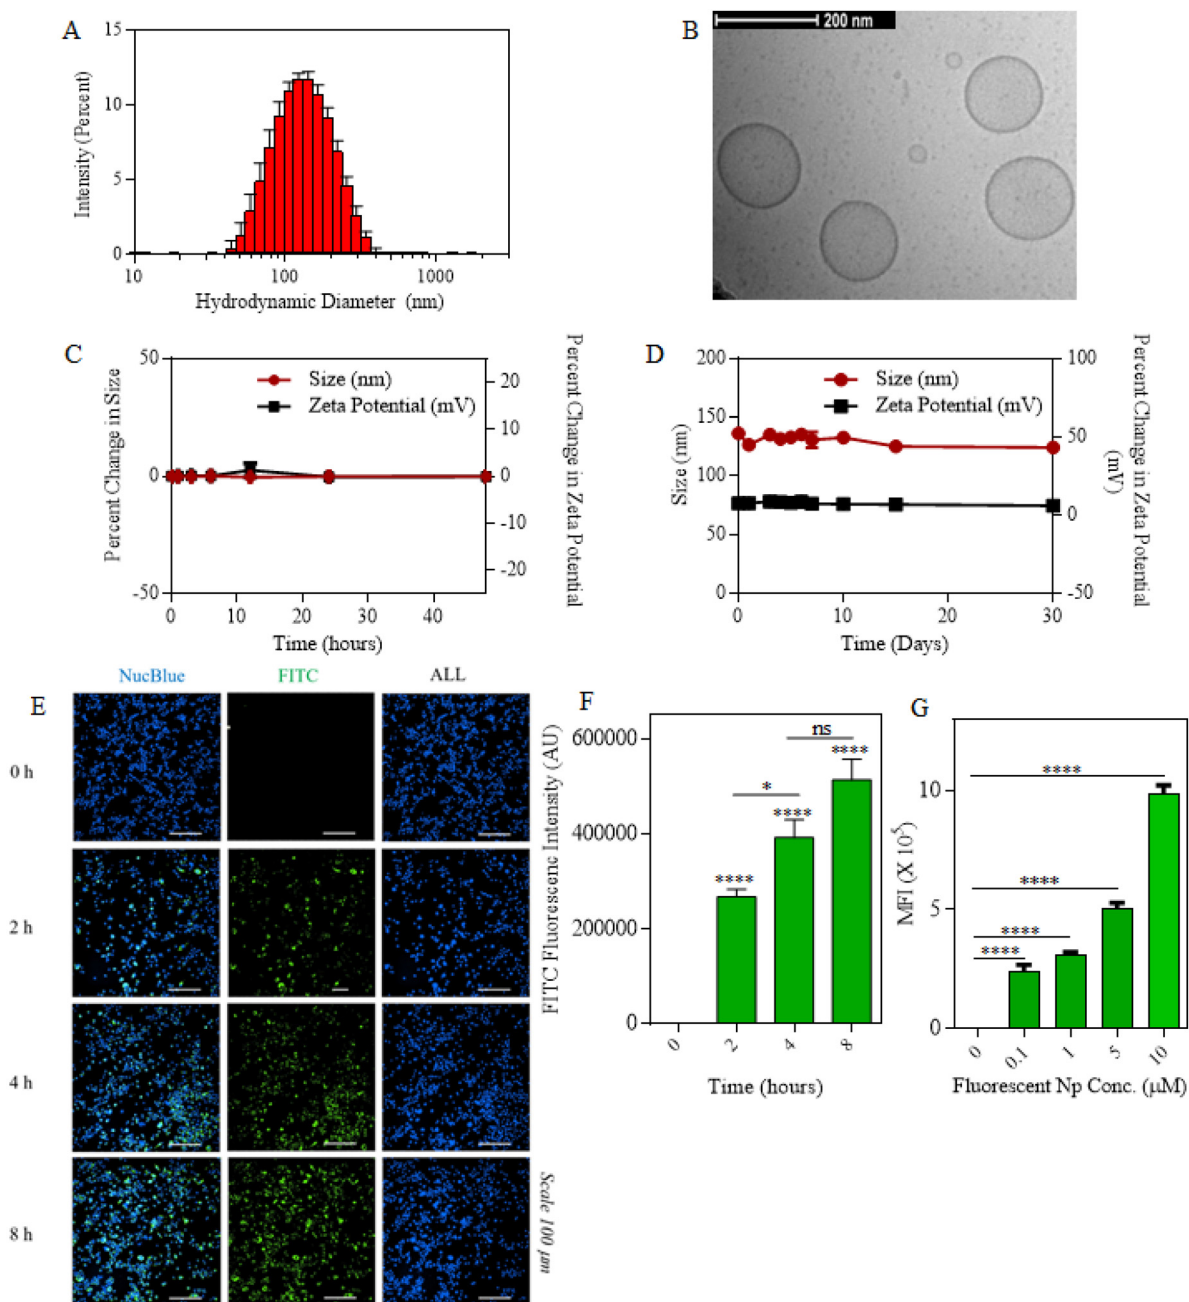 A
15
10
5
0
Intensity (Percent)
10
100
1000
Hydrodynamic Diameter (nm)
B
200 nm
C
50
0
-50
Percent Change in Size
Size (nm)
Zeta Potential (mV)
20
10
0
-10
-20
Percent Change in Zeta Potential
0
10
20
30
40
Time (hours)
D
200
150
100
50
0
Size (nm)
Size (nm)
Zeta Potential (mV)
100
50
0
-50
Percent Change in Zeta Potential
(mV)
0
10
20
30
Time (Days)
E
NucBlue
FITC
ALL
0 h
2 h
4 h
8 h
Scale 100 µm
F
FITC Fluorescenc Intensity (AU)
600000
400000
200000
0
ns
****
*
****
****
0
2
4
8
Time (hours)
G
MFI (X 10^5)
10
5
0
****
****
****
****
0
0.1
1
5
10
Fluorescent Np Conc. (µM)